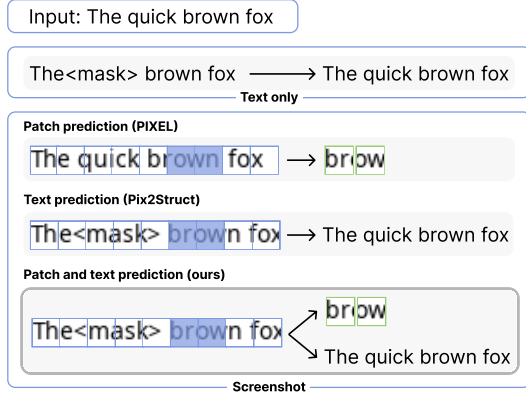 Input: The quick brown fox
The<mask> brown fox The quick brown fox
Text only
Patch prediction (PIXEL)
The quick brown fox brow
Text prediction (Pix2Struct)
The<mask> brown fox The quick brown fox
Patch and text prediction (ours)
brow
The<mask> brown fox
The quick brown fox
Screenshot